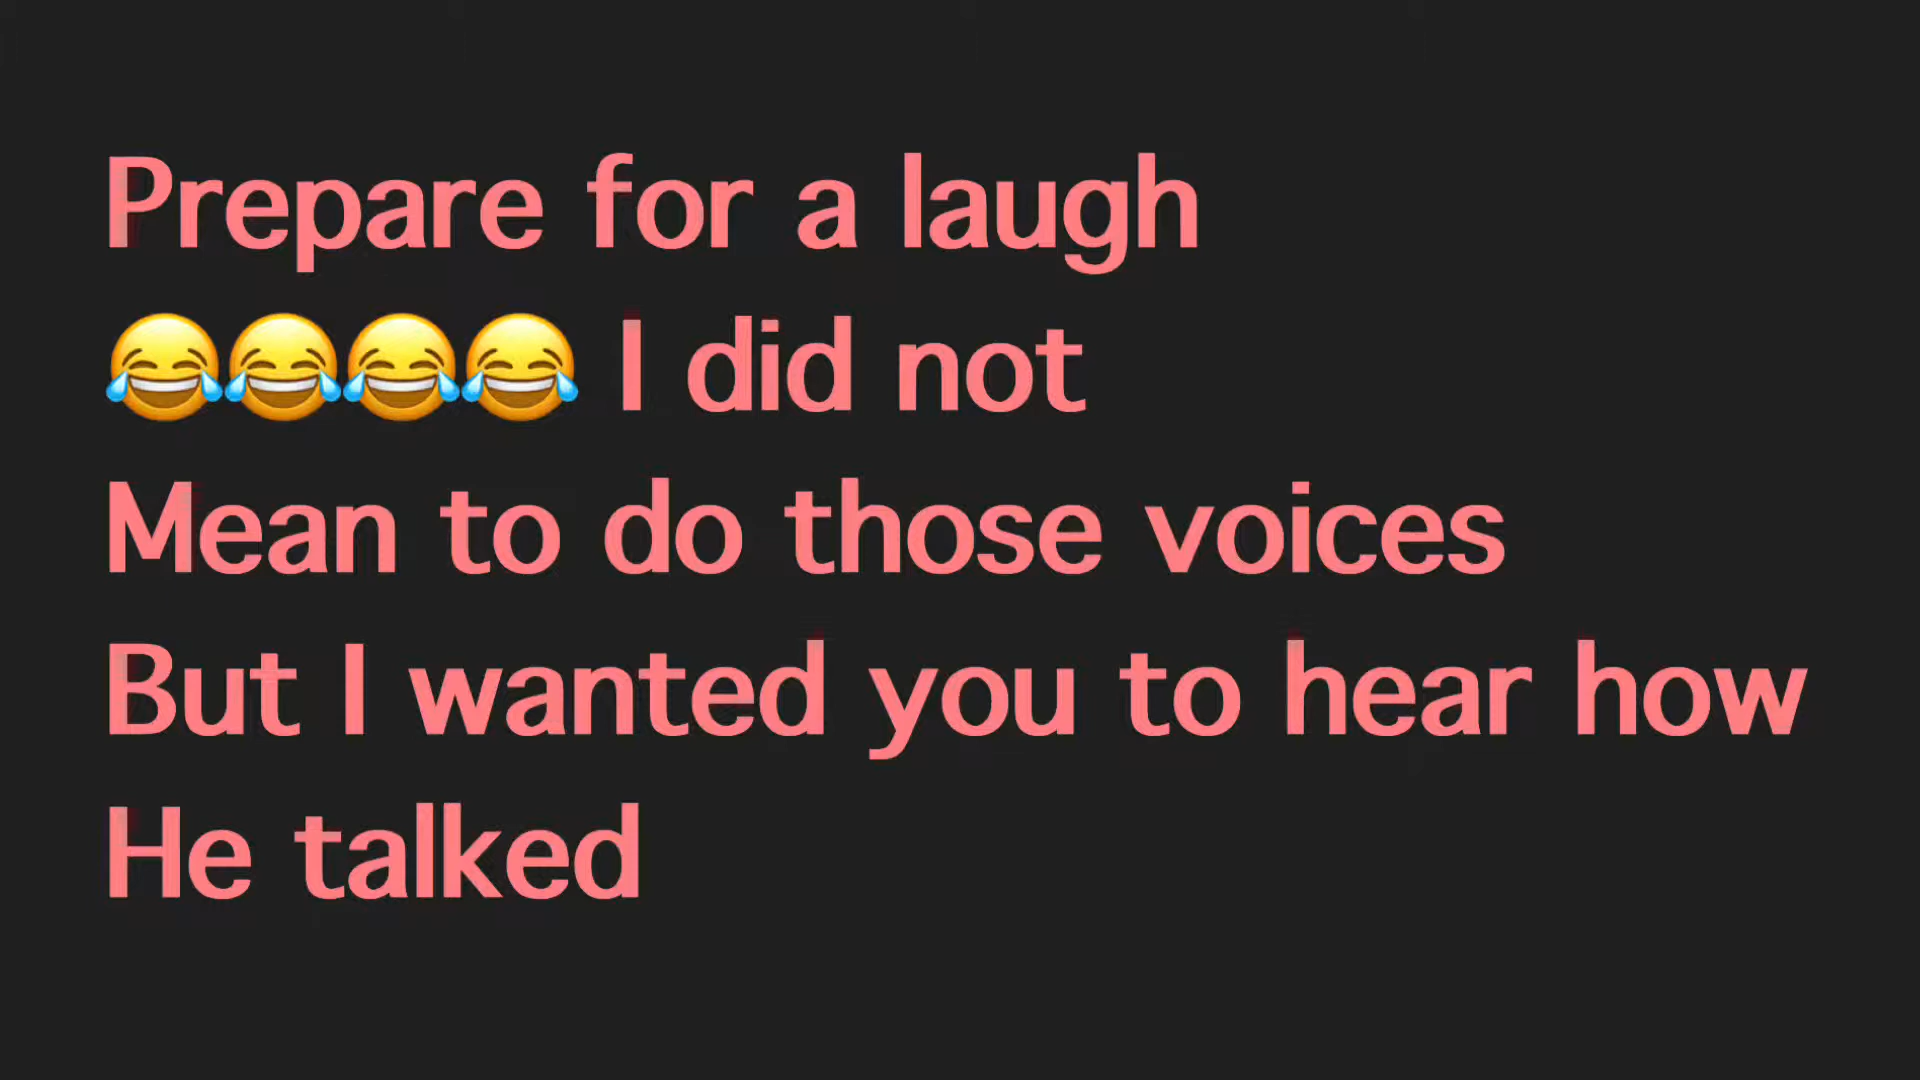 Prepare for a laugh
😂😂😂😂 I did not
Mean to do those voices
But I wanted you to hear how
He talked